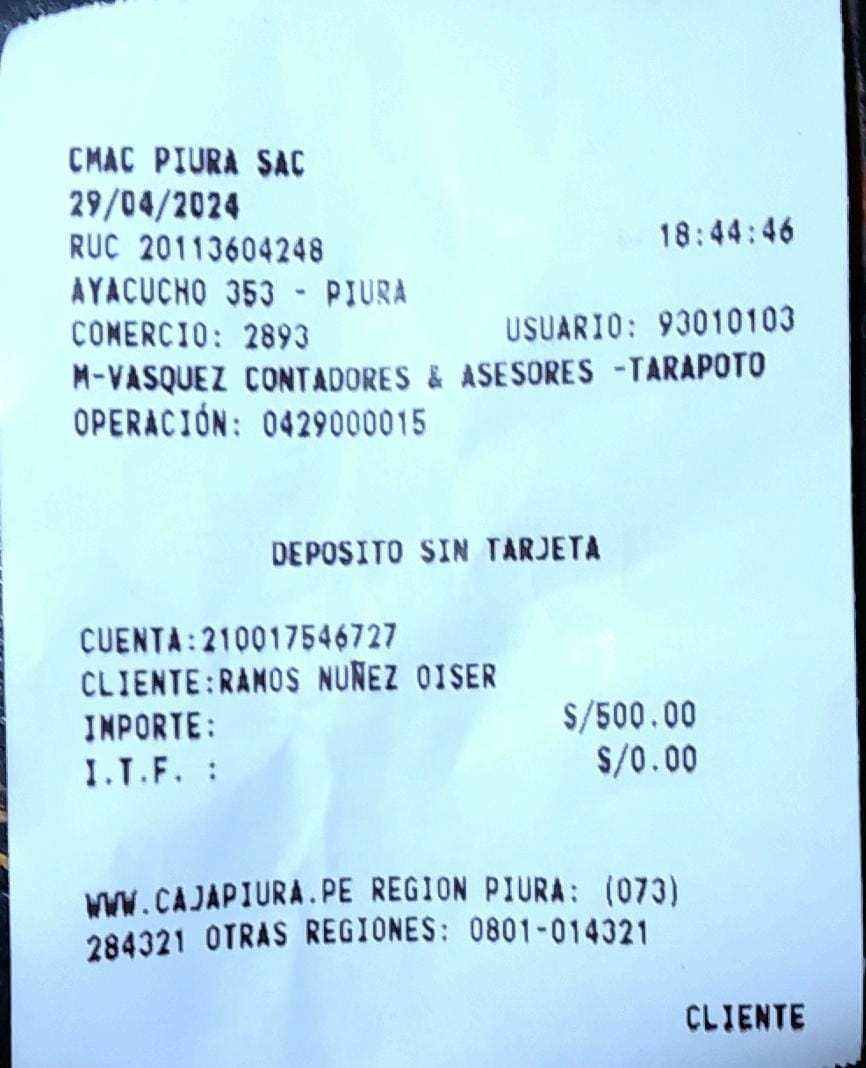 CMAC PIURA SAC
29/04/2024
RUC 20113604248 18:44:46
AYACUCHO 353 - PIURA
COMERCIO: 2893 USUARIO: 93010103
M-VASQUEZ CONTADORES & ASESORES -TARAPOTO
OPERACIÓN: 0429000015
DEPOSITO SIN TARJETA
CUENTA:210017546727
CLIENTE:RAMOS NUÑEZ OISER
IMPORTE: S/500.00
I.T.F. : S/0.00
WWW.CAJAPIURA.PE REGION PIURA: (073)
284321 OTRAS REGIONES: 0801-014321
CLIENTE